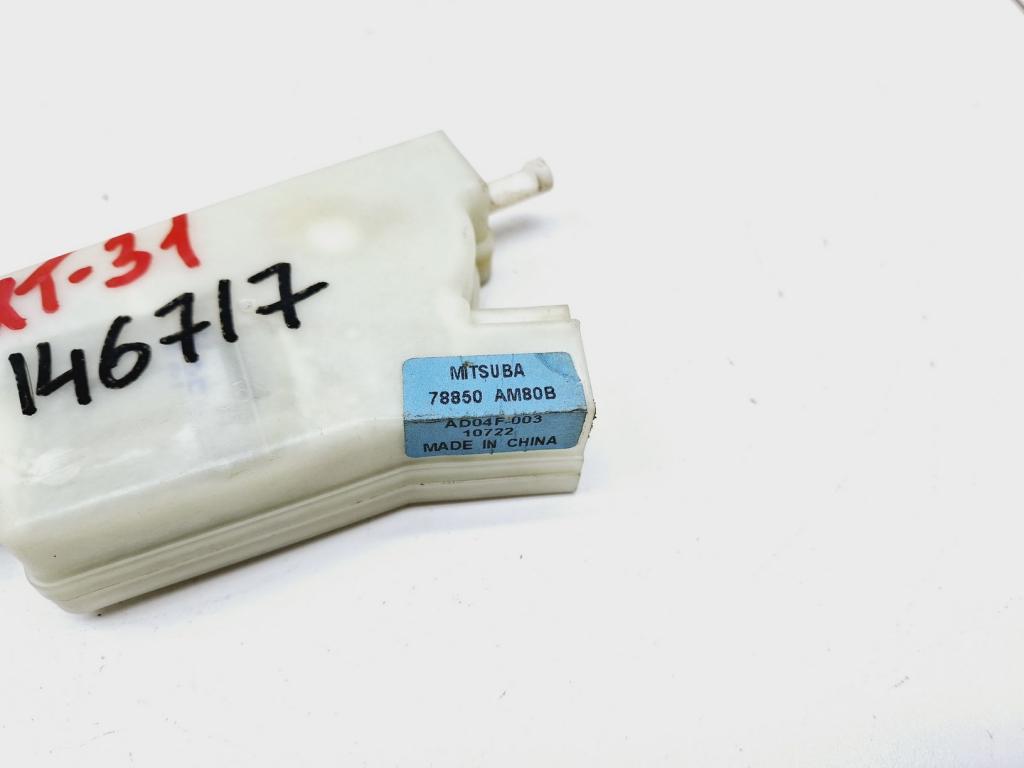 XT-31
146717
MITSUBA
78850 AM80B
AD04F-003
10722
MADE IN CHINA